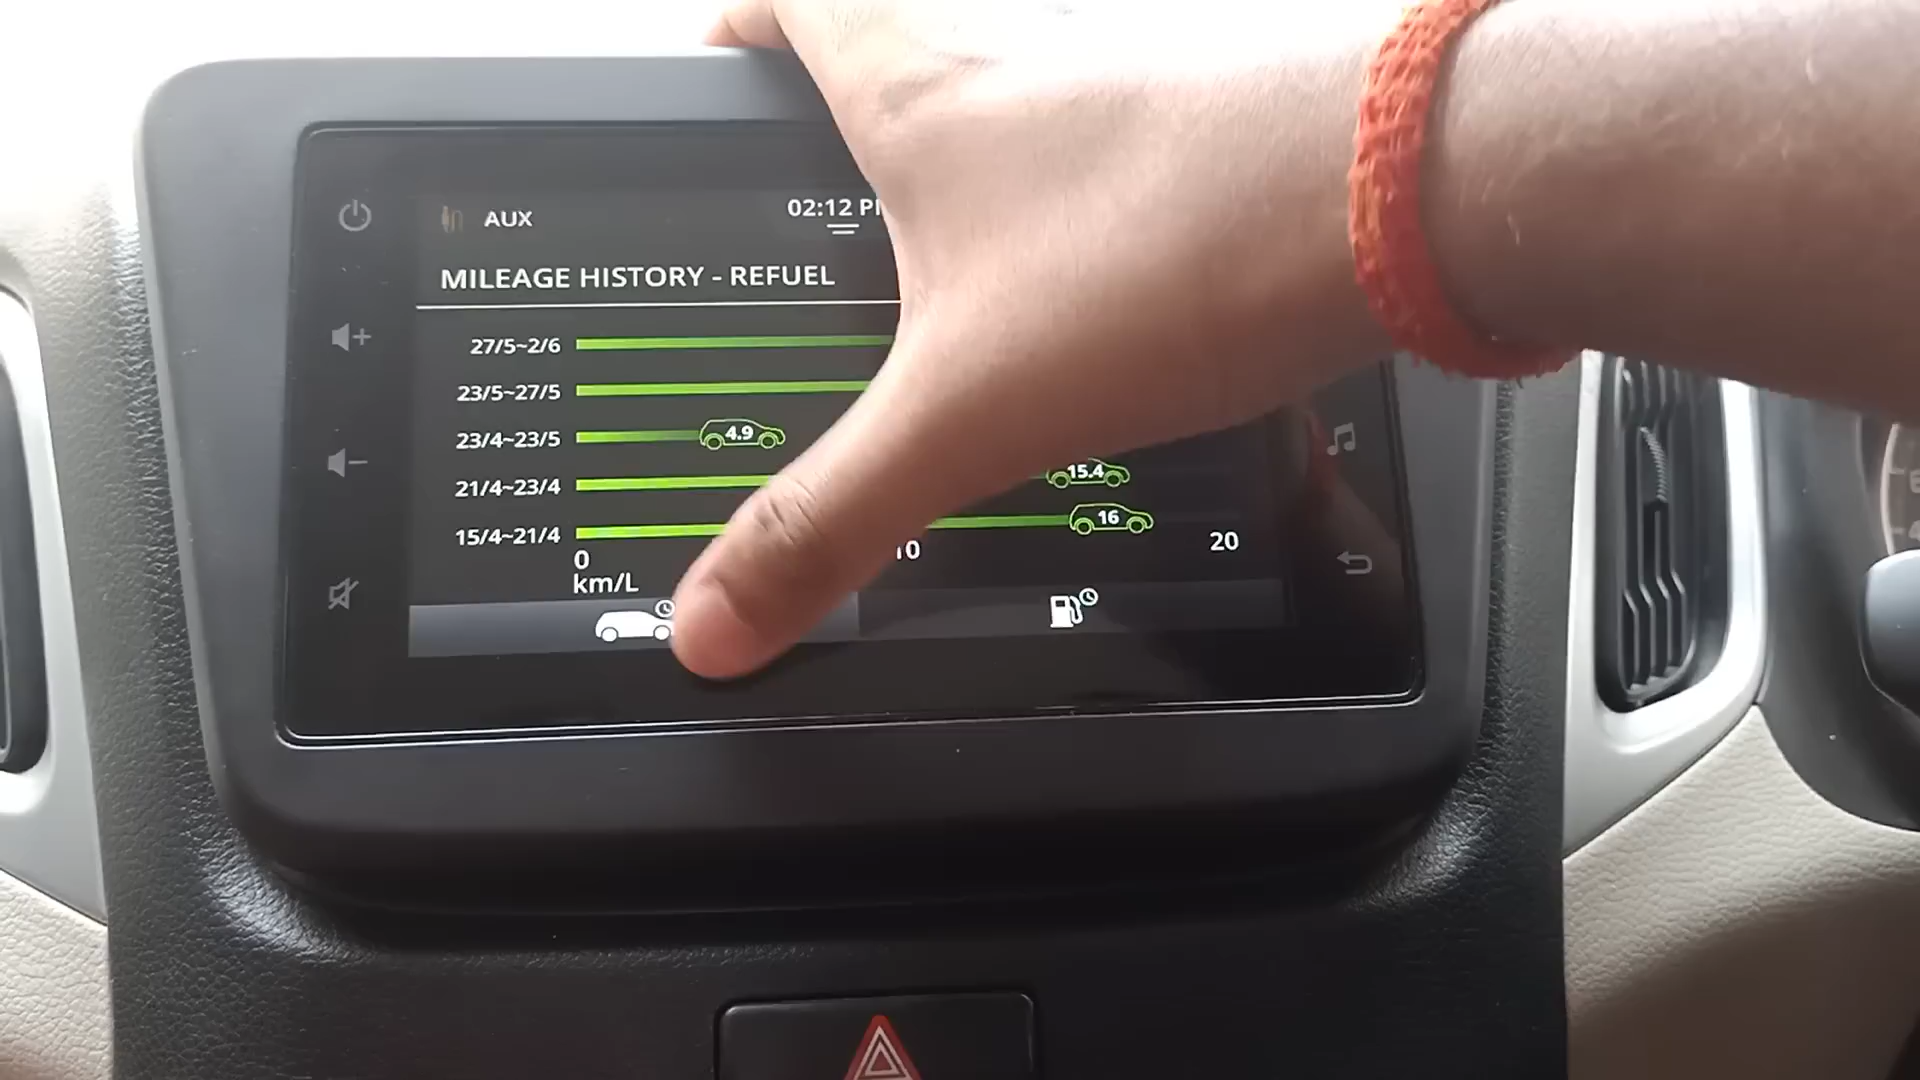 AUX
02:12
MILEAGE HISTORY - REFUEL
27/5~2/6
23/5~27/5
23/4~23/5 4.9
21/4~23/4 15.4
15/4~21/4 16
0 10 20
km/L